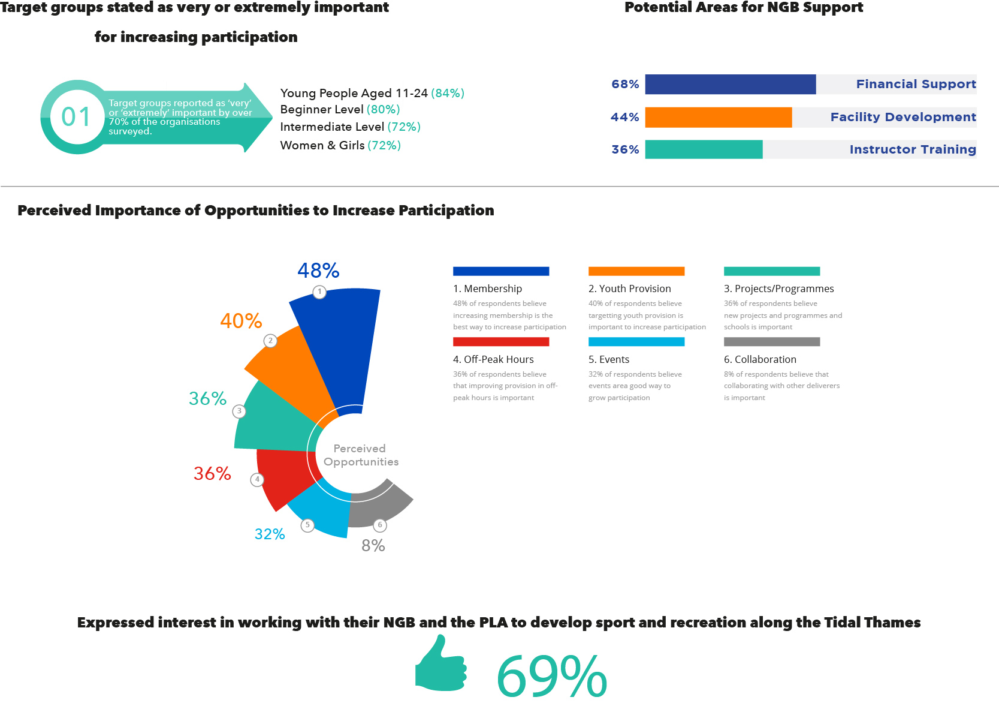 Target groups stated as very or extremely important
for increasing participation
01
Target groups reported as ‘very’
or ‘extremely’ important by over
70% of the organisations
surveyed.
Young People Aged 11-24 (84%)
Beginner Level (80%)
Intermediate Level (72%)
Women & Girls (72%)
Potential Areas for NGB Support
68% Financial Support
44% Facility Development
36% Instructor Training
Perceived Importance of Opportunities to Increase Participation
48%
1
40%
2
36%
3
36%
4
32%
5
8%
6
Perceived
Opportunities
1. Membership
48% of respondents believe
increasing membership is the
best way to increase participation
2. Youth Provision
40% of respondents believe
targetting youth provision is
important to increase participation
3. Projects/Programmes
36% of respondents believe
new projects and programmes and
schools is important
4. Off-Peak Hours
36% of respondents believe
that improving provision in off-
peak hours is important
5. Events
32% of respondents believe
events area good way to
grow participation
6. Collaboration
8% of respondents believe that
collaborating with other deliverers
is important
Expressed interest in working with their NGB and the PLA to develop sport and recreation along the Tidal Thames
69%